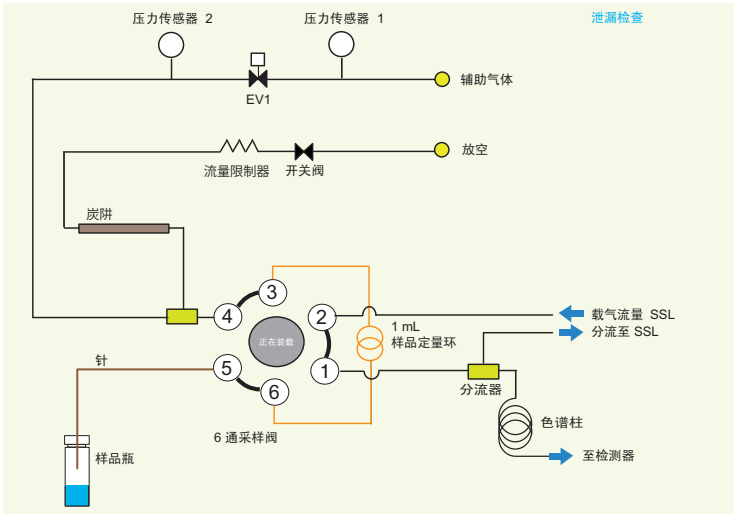 压力传感器 2
压力传感器 1
泄漏检查
辅助气体
EV1
放空
流量限制器
开关阀
炭阱
3
4
2
载气流量 SSL
1 mL
样品定量环
分流至 SSL
正在装载
针
5
1
6
分流器
色谱柱
6 通采样阀
样品瓶
至检测器